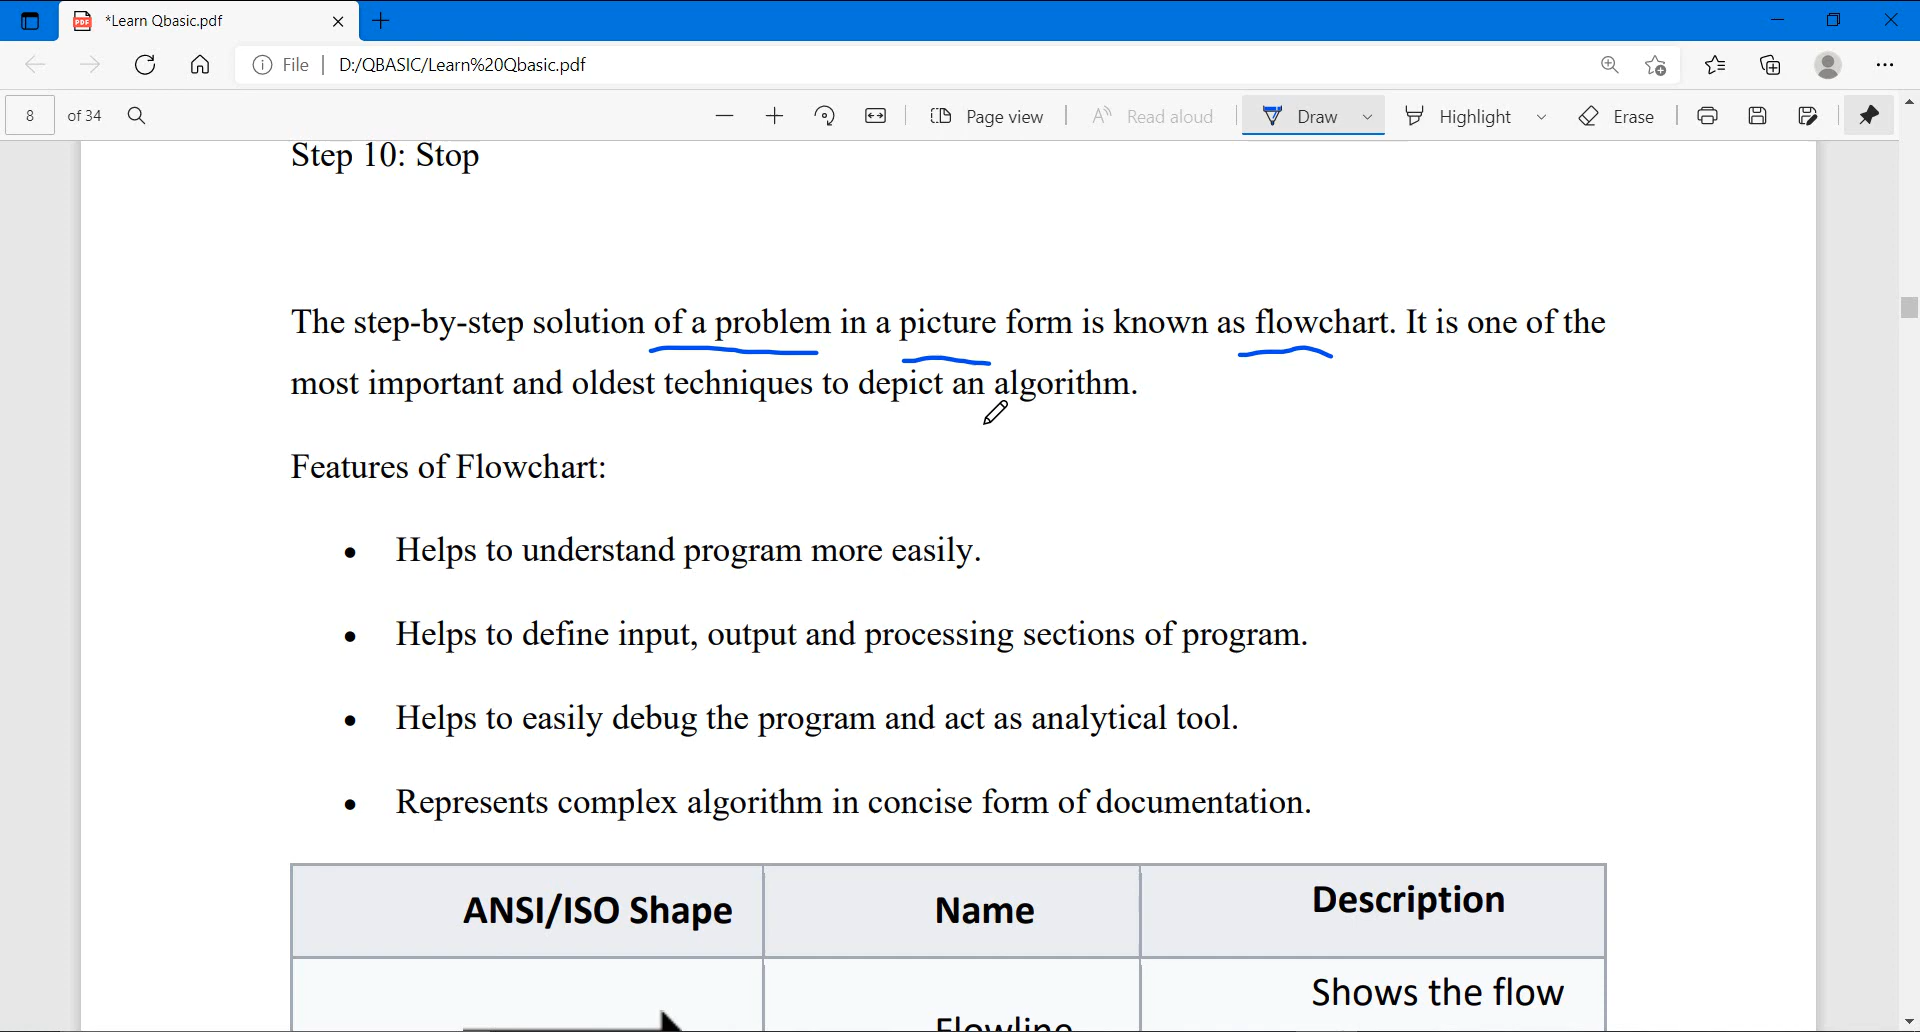 *Learn Qbasic.pdf
File | D:/QBASIC/Learn%20Qbasic.pdf
8 of 34 Page view Read aloud Draw Highlight Erase
Step 10: Stop
The step-by-step solution of a problem in a picture form is known as flowchart. It is one of the
most important and oldest techniques to depict an algorithm.
Features of Flowchart:
• Helps to understand program more easily.
• Helps to define input, output and processing sections of program.
• Helps to easily debug the program and act as analytical tool.
• Represents complex algorithm in concise form of documentation.
ANSI/ISO Shape Name Description
Shows the flow
Flowline